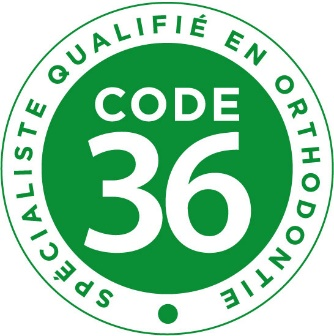 SPÉCIALISTE QUALIFIÉ EN ORTHODONTIE
CODE
36